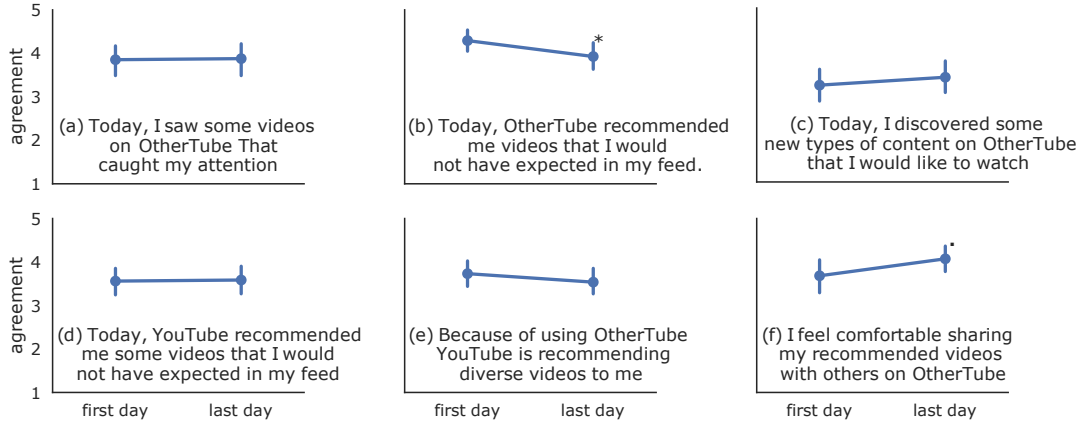 5
4
3
2
1
agreement
(a) Today, I saw some videos
on OtherTube That
caught my attention
*
(b) Today, OtherTube recommended
me videos that I would
not have expected in my feed.
(c) Today, I discovered some
new types of content on OtherTube
that I would like to watch
5
4
3
2
1
agreement
(d) Today, YouTube recommended
me some videos that I would
not have expected in my feed
first day last day
(e) Because of using OtherTube
YouTube is recommending
diverse videos to me
first day last day
.
(f) I feel comfortable sharing
my recommended videos
with others on OtherTube
first day last day